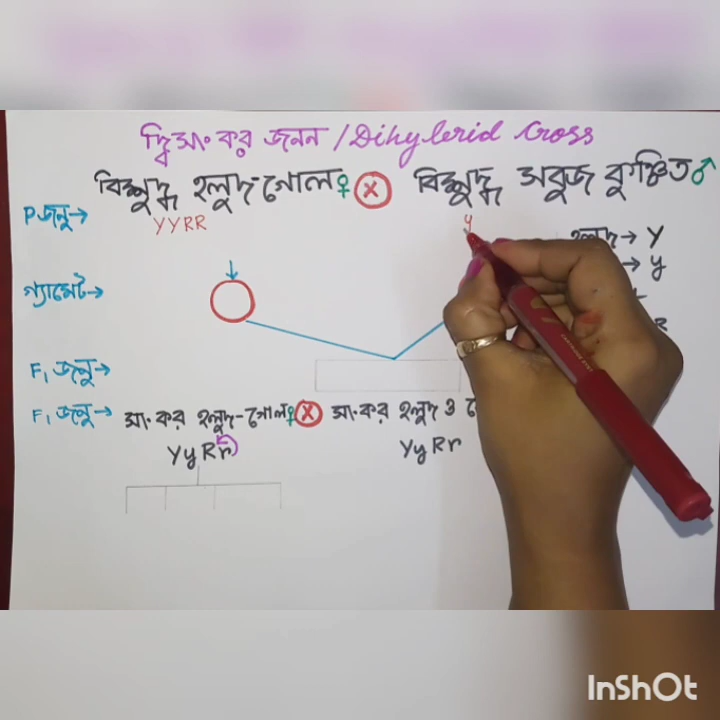 দ্বিসাংকর জনন / Dihybrid Cross
বিশুদ্ধ হলুদ-গোল ♀ X বিশুদ্ধ সবুজ কুঞ্চিত ♂
P জনু→
YYRR y
হলুদ→ Y
→ y
গ্যামেট→
F₁ জনু→
F₁ জনু→ সাংকর হলুদ-গোল ♀ X সাংকর হলুদ ও
YyRr YyRr
InShOt